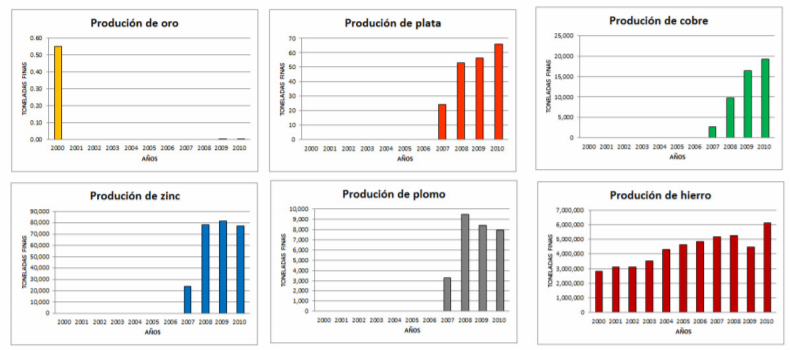 Produción de oro
TONELADAS FINAS
0.60
0.50
0.40
0.30
0.20
0.10
0.00
2000 2001 2002 2003 2004 2005 2006 2007 2008 2009 2010
AÑOS
Produción de plata
TONELADAS FINAS
70
60
50
40
30
20
10
0
2000 2001 2002 2003 2004 2005 2006 2007 2008 2009 2010
AÑOS
Produción de cobre
TONELADAS FINAS
25,000
20,000
15,000
10,000
5,000
0
2000 2001 2002 2003 2004 2005 2006 2007 2008 2009 2010
AÑOS
Produción de zinc
TONELADAS FINAS
90,000
80,000
70,000
60,000
50,000
40,000
30,000
20,000
10,000
0
2000 2001 2002 2003 2004 2005 2006 2007 2008 2009 2010
AÑOS
Produción de plomo
TONELADAS FINAS
10,000
9,000
8,000
7,000
6,000
5,000
4,000
3,000
2,000
1,000
0
2000 2001 2002 2003 2004 2005 2006 2007 2008 2009 2010
AÑOS
Produción de hierro
TONELADAS FINAS
7,000,000
6,000,000
5,000,000
4,000,000
3,000,000
2,000,000
1,000,000
0
2000 2001 2002 2003 2004 2005 2006 2007 2008 2009 2010
AÑOS